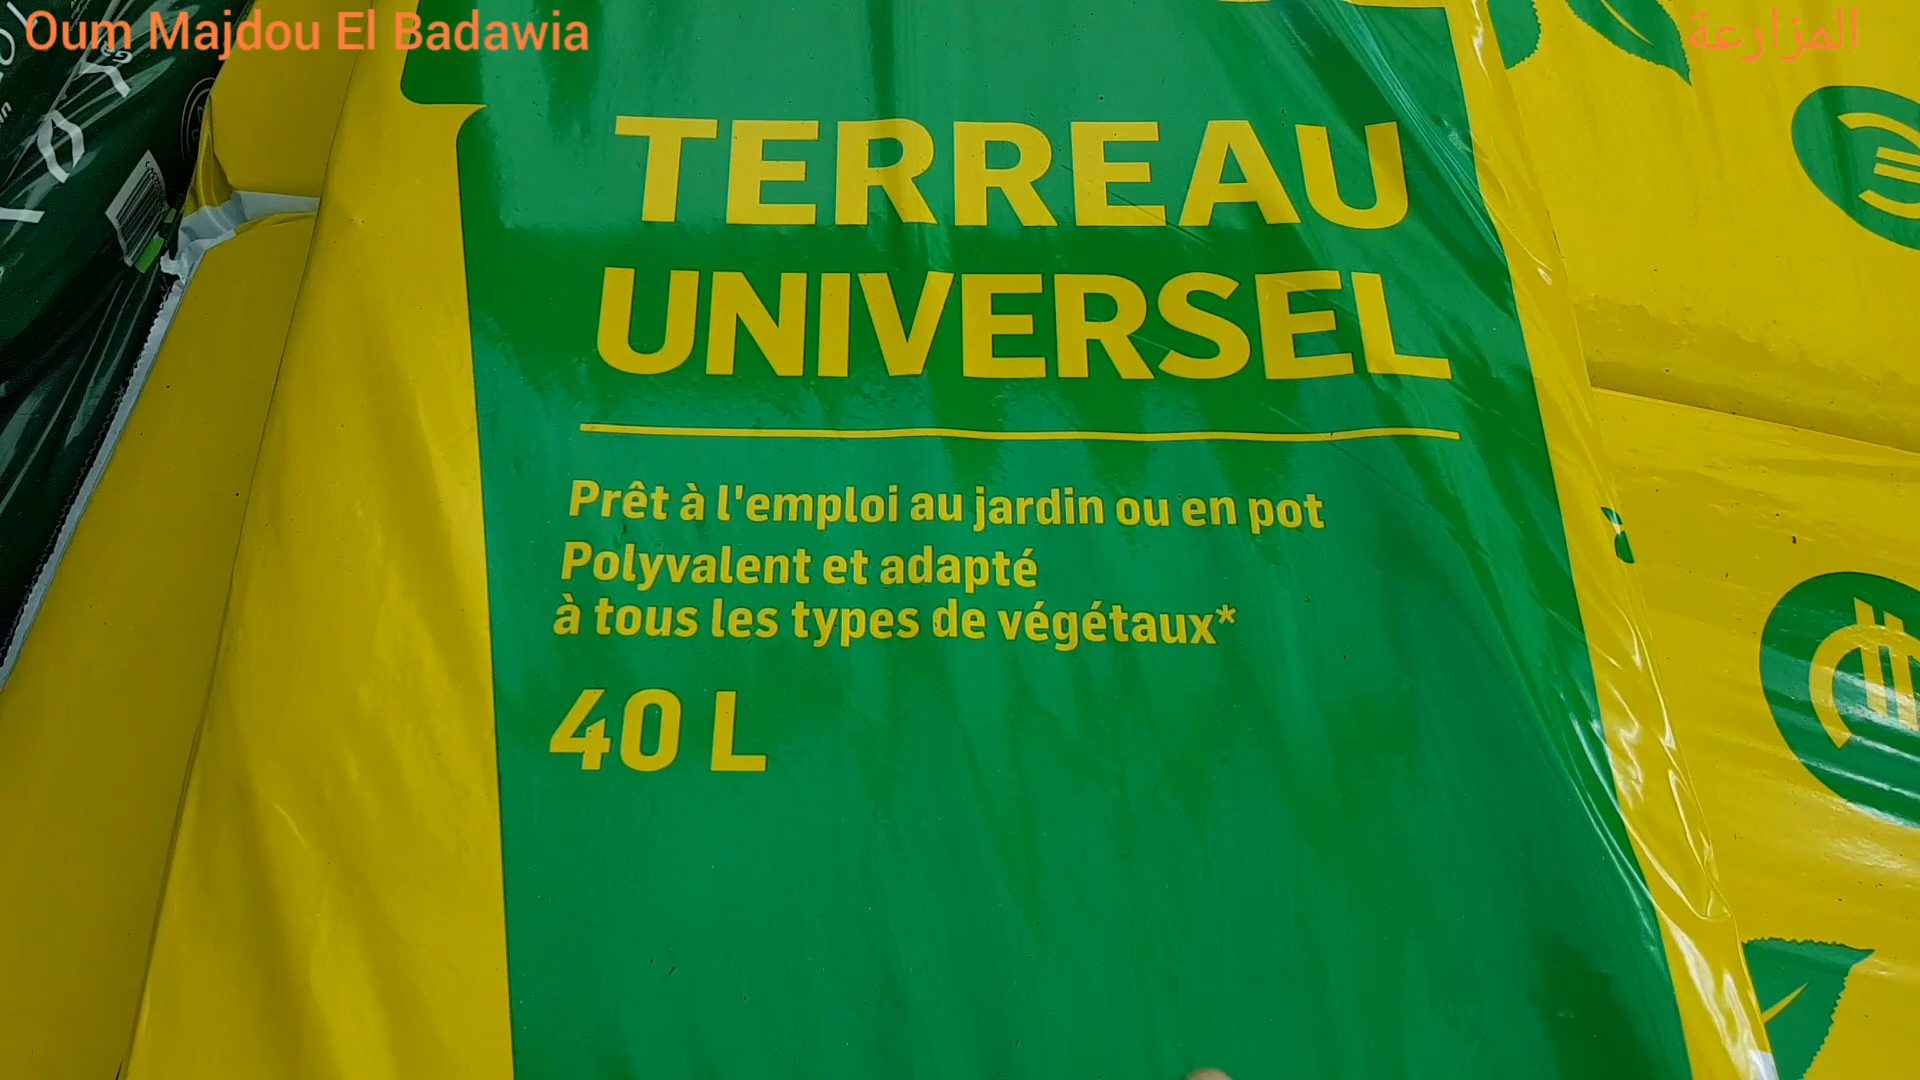 Oum Majdou El Badawia
المزارعة
TERREAU
UNIVERSEL
Prêt à l'emploi au jardin ou en pot
Polyvalent et adapté
à tous les types de végétaux*
40 L